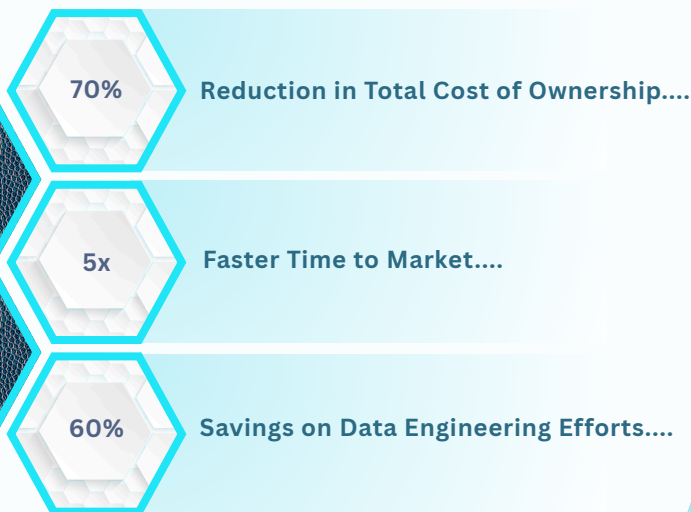 70%
Reduction in Total Cost of Ownership....
5x
Faster Time to Market....
60%
Savings on Data Engineering Efforts....